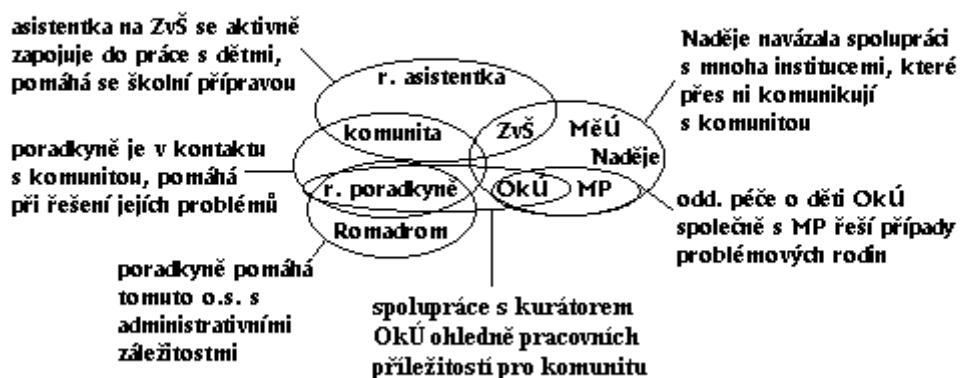 asistentka na ZvŠ se aktivně
zapojuje do práce s dětmi,
pomáhá se školní přípravou
r. asistentka
Naděje navázala spolupráci
s mnoha institucemi, které
přes ni komunikují
s komunitou
komunita
ZvŠ
MěÚ
Naděje
poradkyně je v kontaktu
s komunitou, pomáhá
při řešení jejích problémů
r. poradkyně
OkÚ
MP
Romadrom
odd. péče o děti OkÚ
společně s MP řeší případy
problémových rodin
poradkyně pomáhá
tomuto o.s. s
administrativními
záležitostmi
spolupráce s kurátorem
OkÚ ohledně pracovních
příležitostí pro komunitu